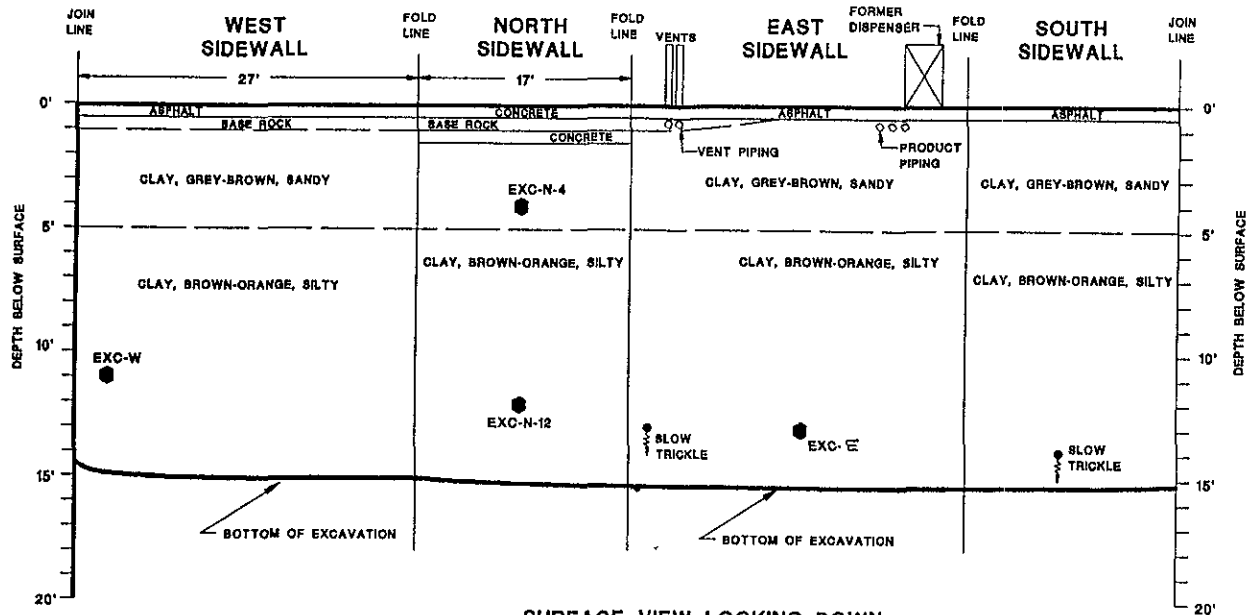 JOIN
LINE
WEST
SIDEWALL
FOLD
LINE
NORTH
SIDEWALL
FOLD
LINE
VENTS
EAST
SIDEWALL
FORMER
DISPENSER
FOLD
LINE
SOUTH
SIDEWALL
JOIN
LINE
27'
17'
0'
ASPHALT
CONCRETE
ASPHALT
ASPHALT
0'
BASE ROCK
BASE ROCK
CONCRETE
VENT PIPING
PRODUCT
PIPING
CLAY, GREY-BROWN, SANDY
EXC-N-4
CLAY, GREY-BROWN, SANDY
CLAY, GREY-BROWN, SANDY
5'
5'
CLAY, BROWN-ORANGE, SILTY
CLAY, BROWN-ORANGE, SILTY
CLAY, BROWN-ORANGE, SILTY
CLAY, BROWN-ORANGE, SILTY
DEPTH BELOW SURFACE
DEPTH BELOW SURFACE
10'
10'
EXC-W
EXC-N-12
SLOW
TRICKLE
EXC-E
SLOW
TRICKLE
15'
15'
BOTTOM OF EXCAVATION
BOTTOM OF EXCAVATION
20'
20'
SURFACE VIEW LOOKING DOWN